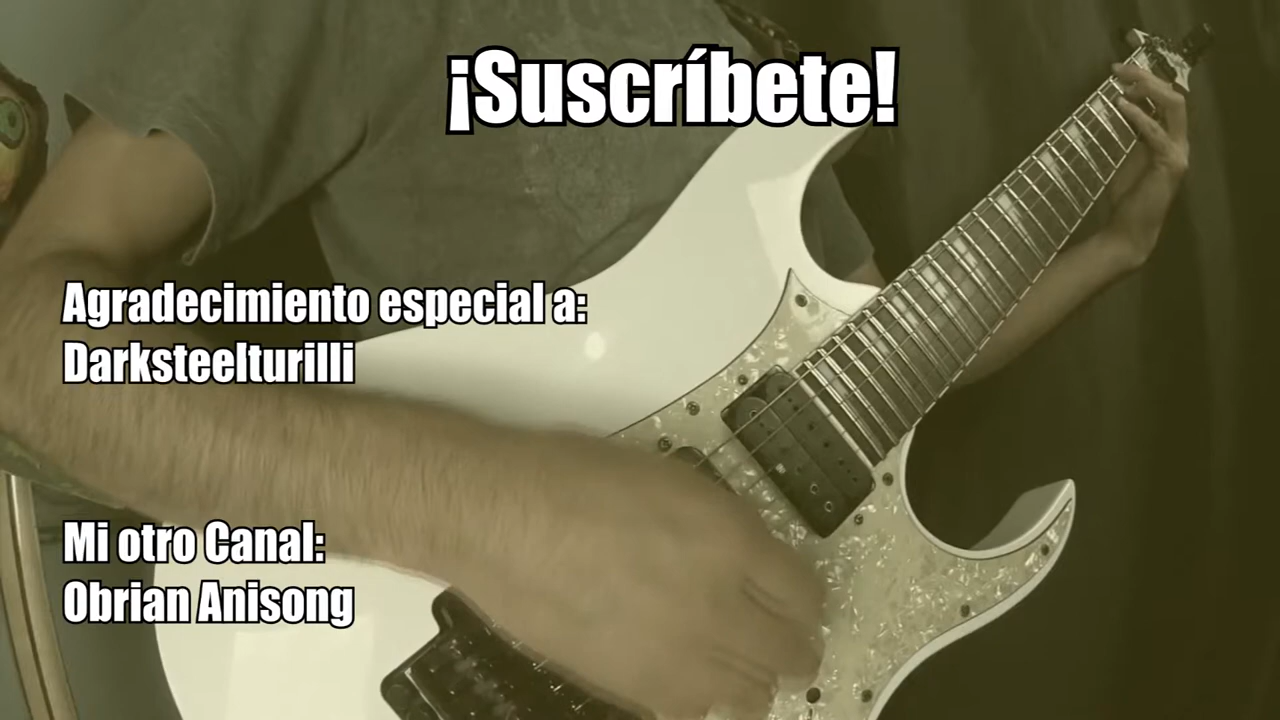 ¡Suscríbete!
Agradecimiento especial a:
Darksteelturilli
Mi otro Canal:
Obrian Anisong